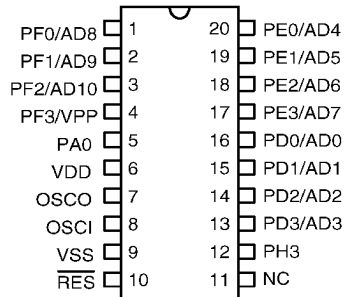 PF0/AD8 1 20 PE0/AD4
PF1/AD9 2 19 PE1/AD5
PF2/AD10 3 18 PE2/AD6
PF3/VPP 4 17 PE3/AD7
PA0 5 16 PD0/AD0
VDD 6 15 PD1/AD1
OSCO 7 14 PD2/AD2
OSCI 8 13 PD3/AD3
VSS 9 12 PH3
RES 10 11 NC